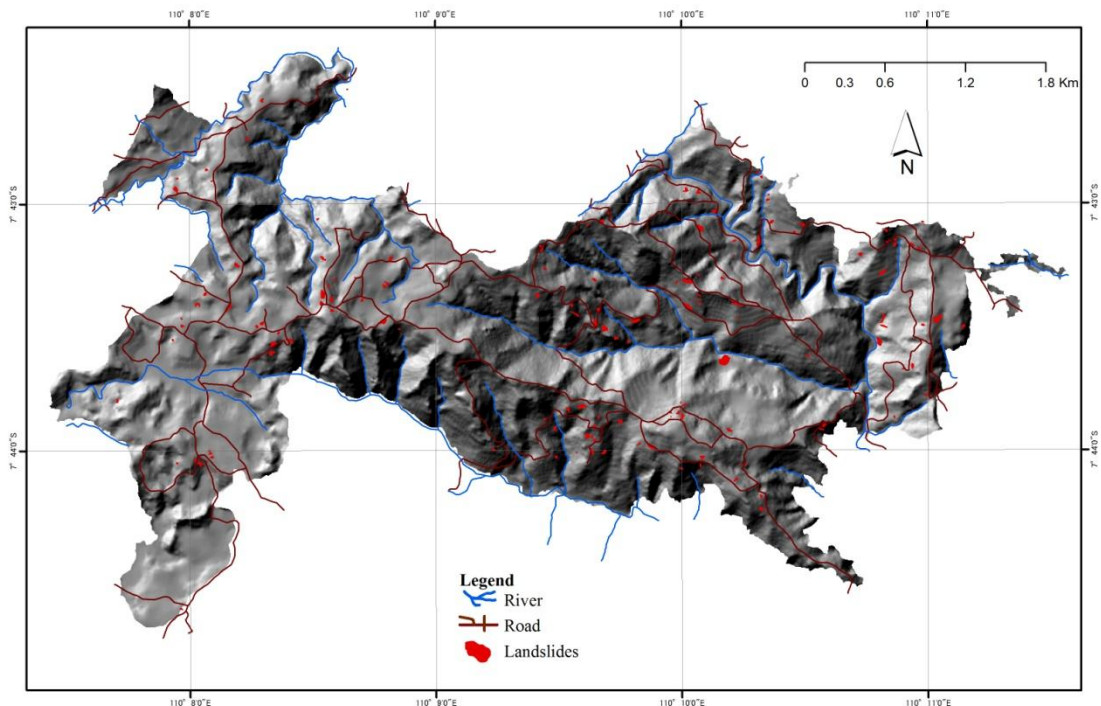 110° 8'0"E 110° 9'0"E 110° 10'0"E 110° 11'0"E
0 0.3 0.6 1.2 1.8 Km
N
7° 43'0"S 7° 43'0"S
7° 44'0"S 7° 44'0"S
Legend
River
Road
Landslides
110° 8'0"E 110° 9'0"E 110° 10'0"E 110° 11'0"E